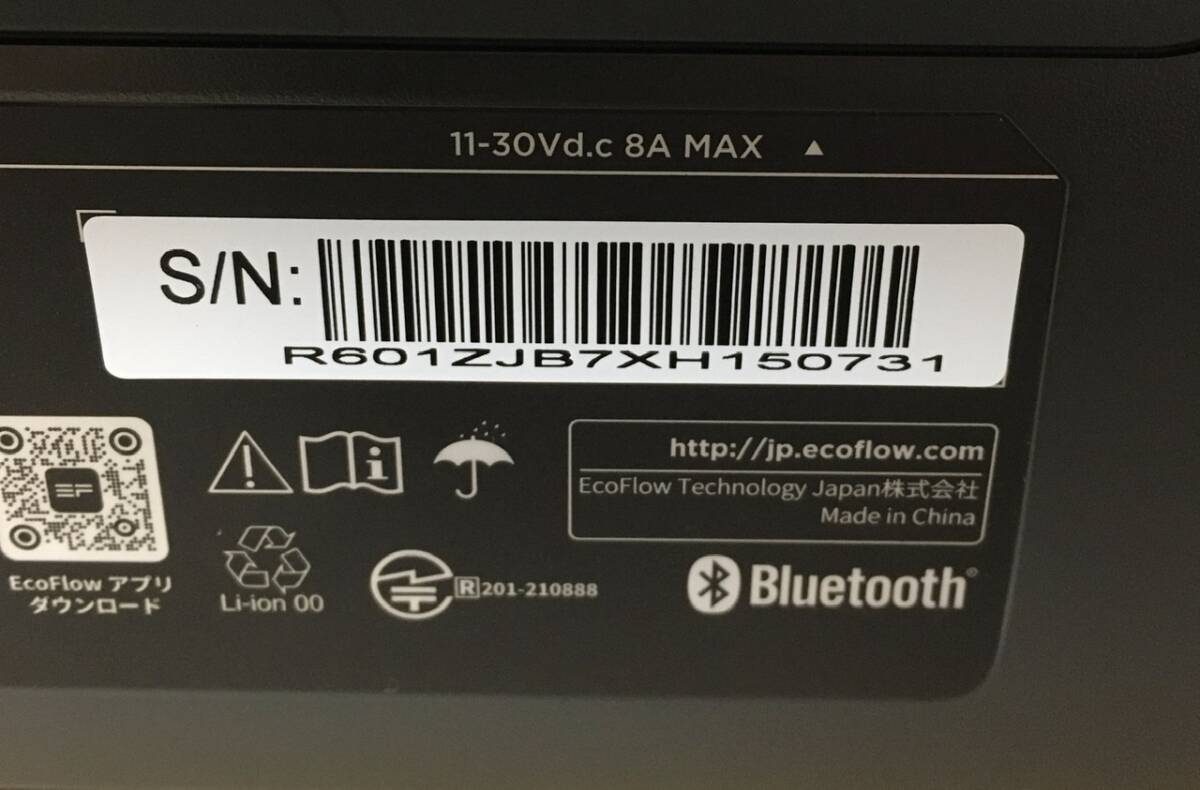 11-30Vd.c 8A MAX ▲
S/N:
R601ZJB7XH150731
http://jp.ecoflow.com
EcoFlow Technology Japan株式会社
Made in China
EF
EcoFlow アプリ
ダウンロード
Li-ion 00
R 201-210888
Bluetooth®